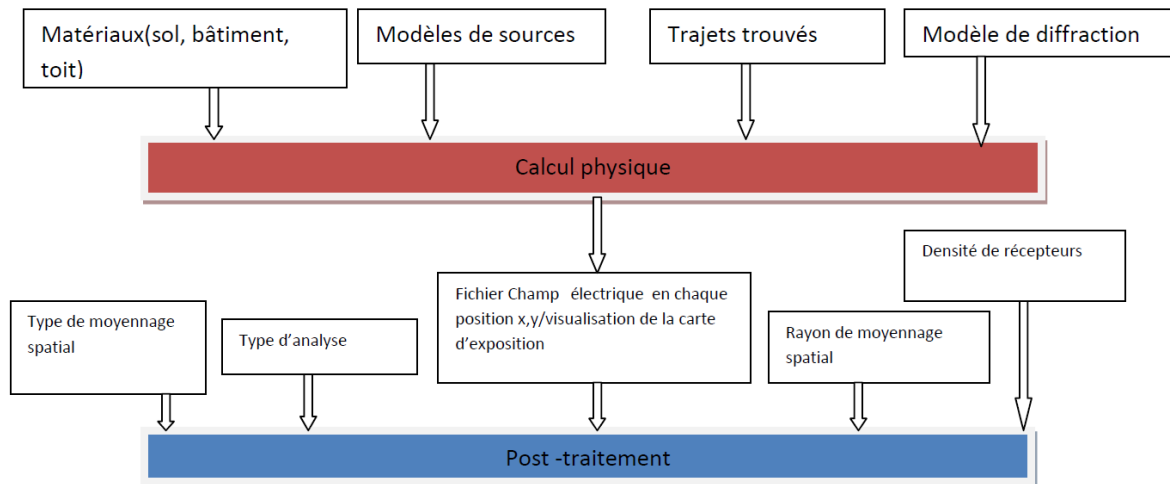 Matériaux(sol, bâtiment,
toit)
Modèles de sources
Trajets trouvés
Modèle de diffraction
Calcul physique
Densité de récepteurs
Fichier Champ électrique en chaque
position x,y/visualisation de la carte
d'exposition
Type de moyennage
spatial
Type d'analyse
Rayon de moyennage
spatial
Post -traitement